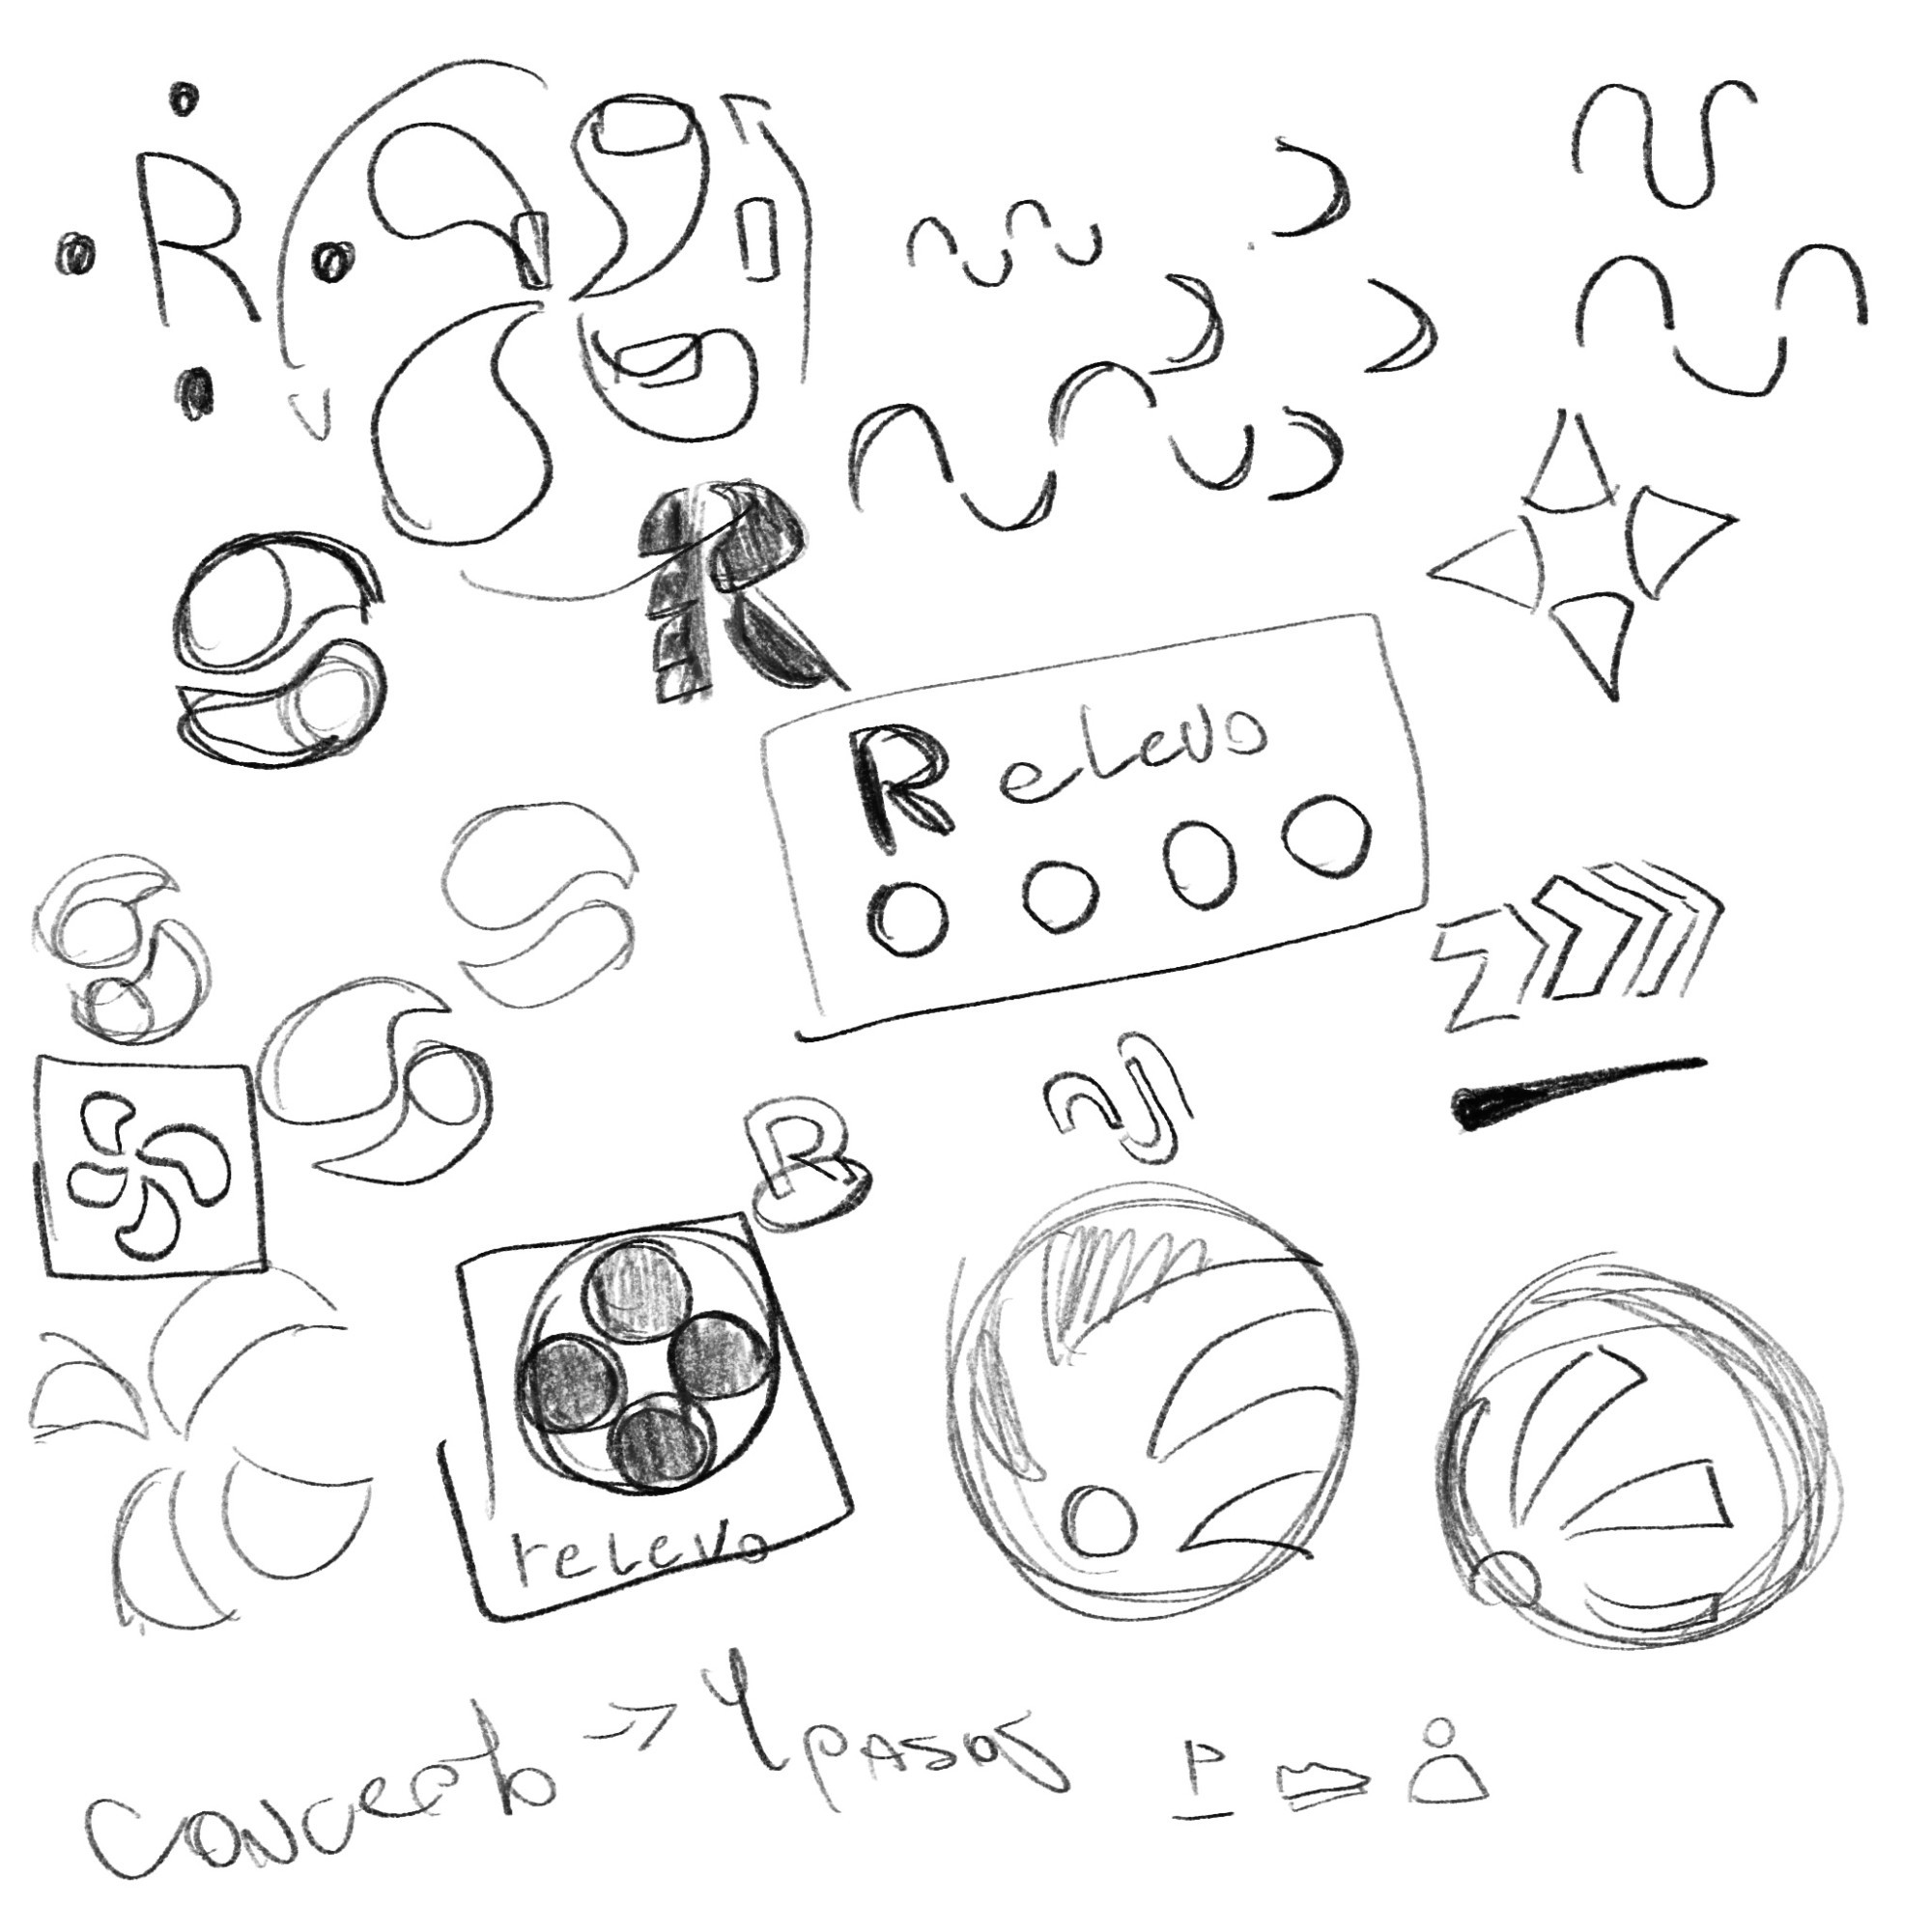 R
R
Relevo
R
relevo
concepto → 4 pasos P